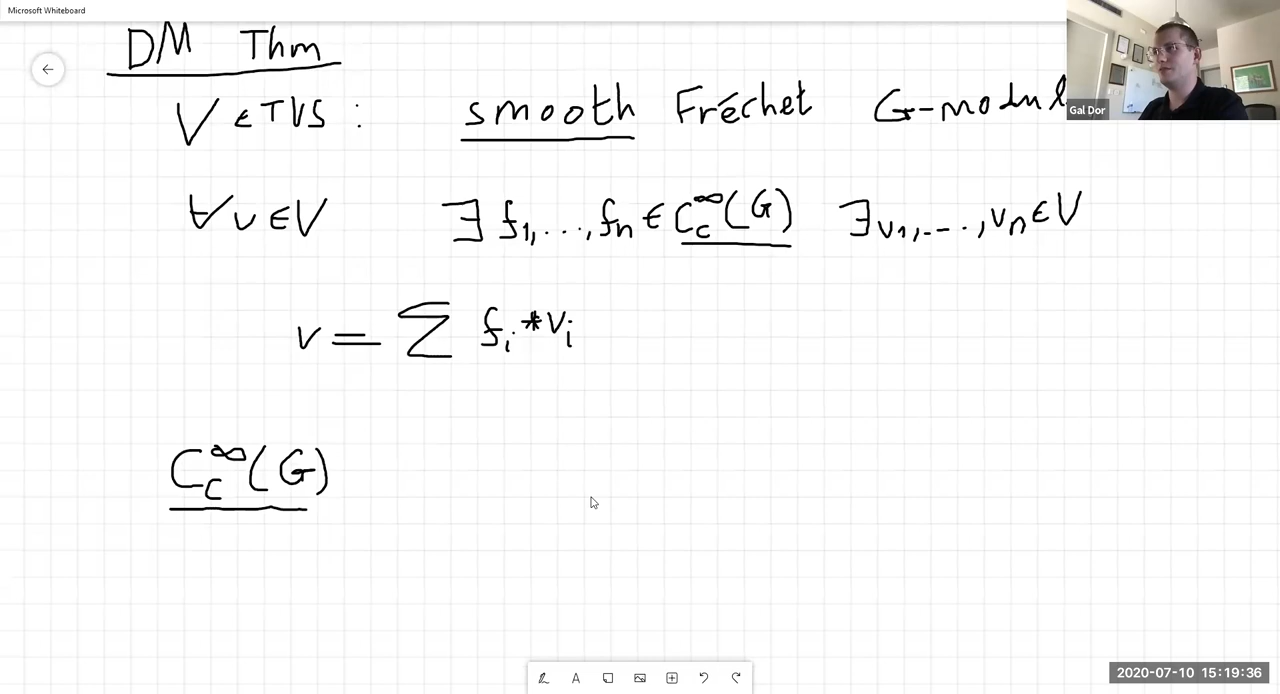 Microsoft Whiteboard
DM Thm
V ∈ TVS : smooth Fréchet G-modul
Gal Dor
∀ v ∈ V ∃ f₁,...,fₙ ∈ C_c^∞(G) ∃ v₁,...,vₙ ∈ V
v = ∑ fᵢ * vᵢ
C_c^∞(G)
2020-07-10 15:19:36